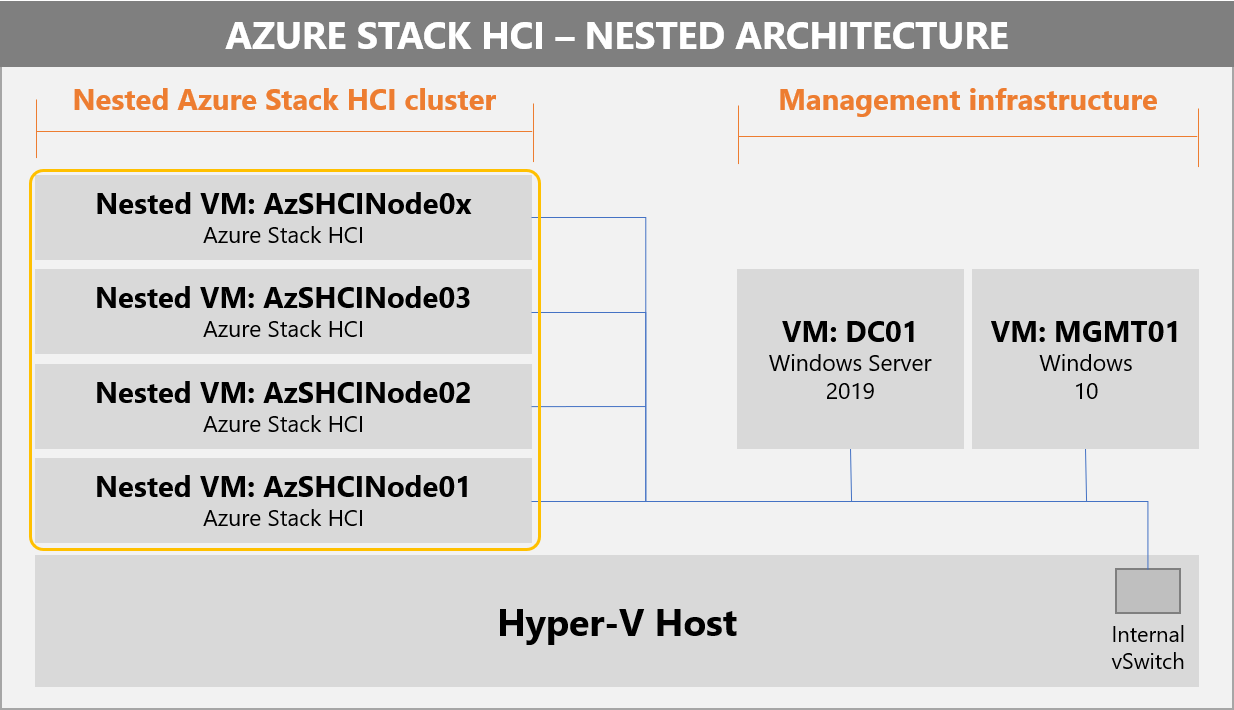 AZURE STACK HCI – NESTED ARCHITECTURE
Nested Azure Stack HCI cluster
Management infrastructure
Nested VM: AzSHCINode0x
Azure Stack HCI
Nested VM: AzSHCINode03
Azure Stack HCI
Nested VM: AzSHCINode02
Azure Stack HCI
Nested VM: AzSHCINode01
Azure Stack HCI
VM: DC01
Windows Server
2019
VM: MGMT01
Windows
10
Hyper-V Host
Internal
vSwitch